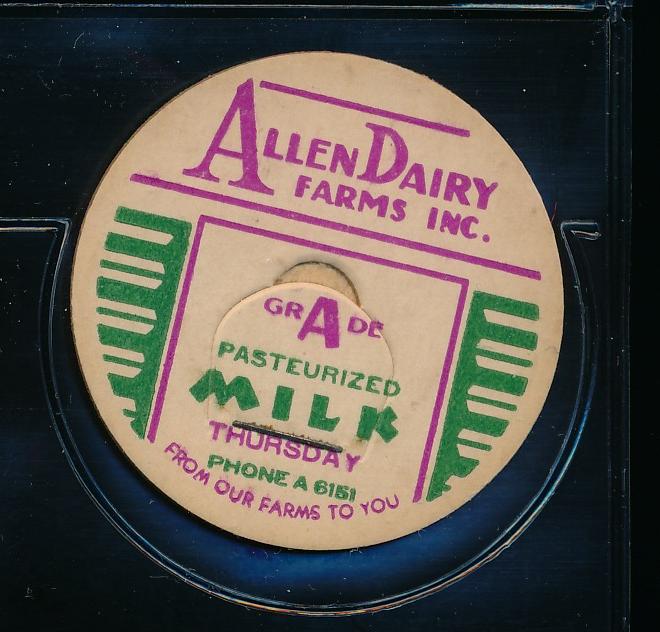 ALLEN DAIRY
FARMS INC.
GRADE
PASTEURIZED
MILK
THURSDAY
PHONE A 6151
FROM OUR FARMS TO YOU